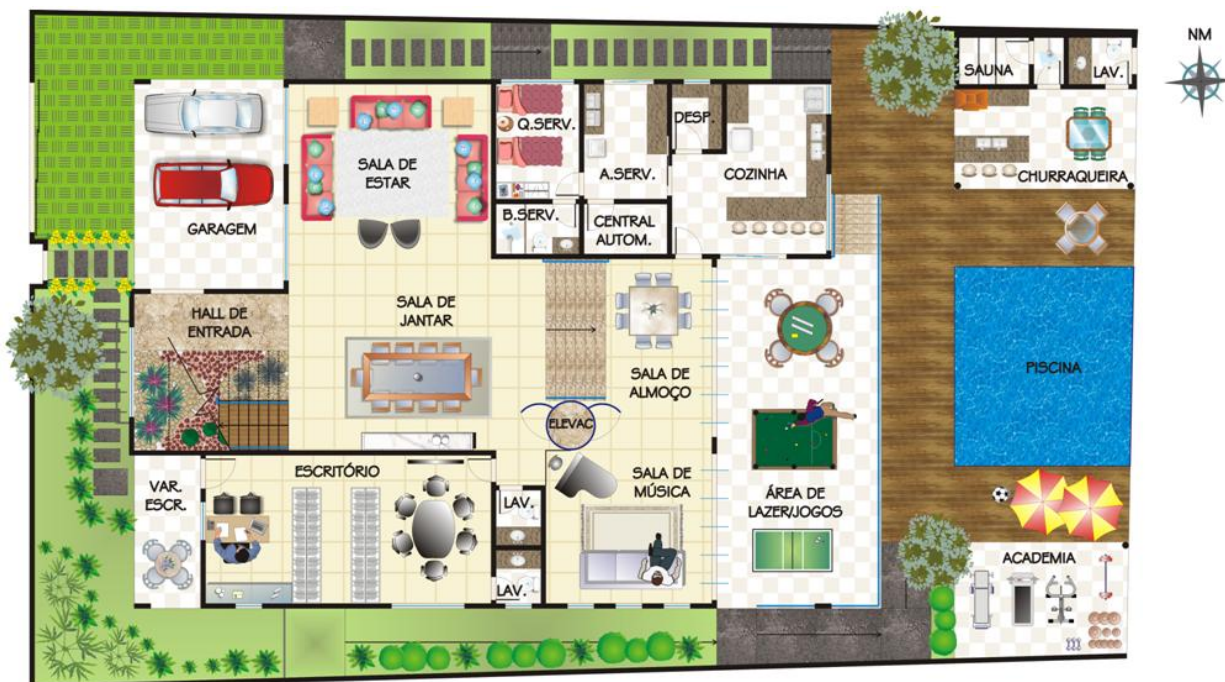 NM
SAUNA
LAV.
Q.SERV.
DESP.
SALA DE
ESTAR
A.SERV.
COZINHA
CHURRAQUEIRA
GARAGEM
B.SERV.
CENTRAL
AUTOM.
HALL DE
ENTRADA
SALA DE
JANTAR
SALA DE
ALMOÇO
PISCINA
ELEVAC
ESCRITÓRIO
SALA DE
MÚSICA
VAR.
ESCR.
LAV.
ÁREA DE
LAZER/JOGOS
LAV.
ACADEMIA